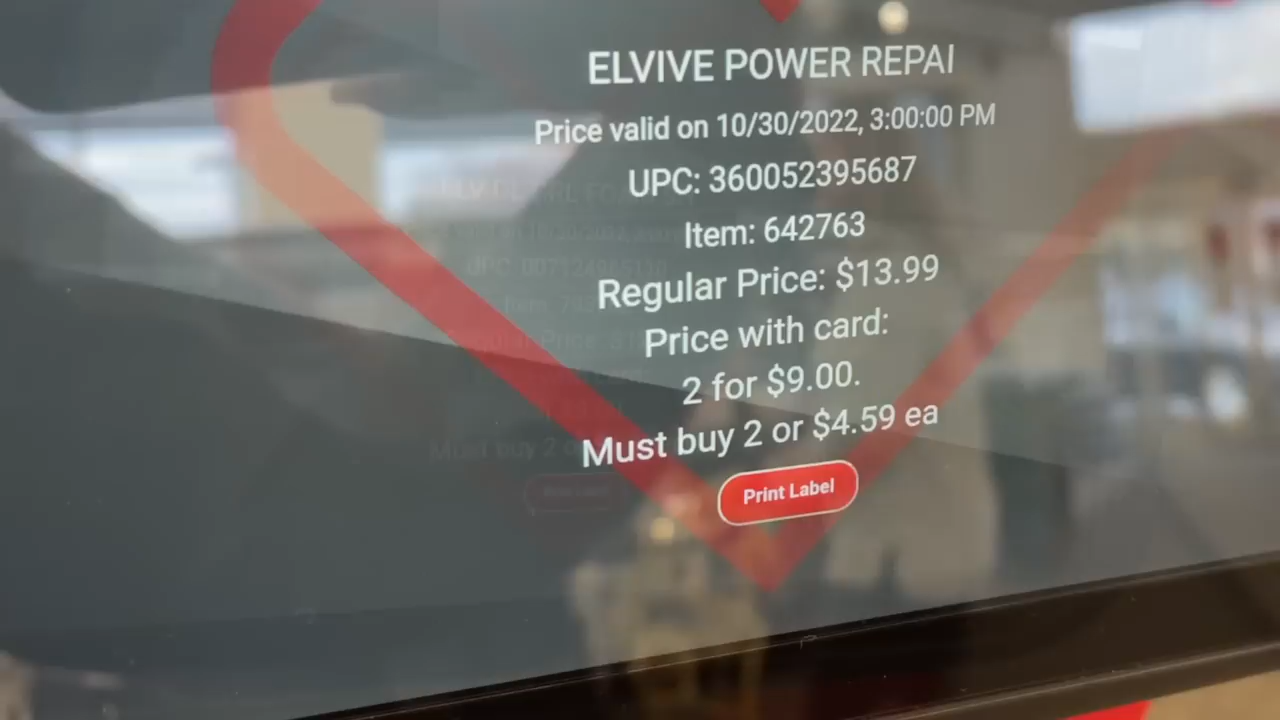 ELVIVE POWER REPAI
Price valid on 10/30/2022, 3:00:00 PM
UPC: 360052395687
Item: 642763
Regular Price: $13.99
Price with card:
2 for $9.00.
Must buy 2 or $4.59 ea
Print Label